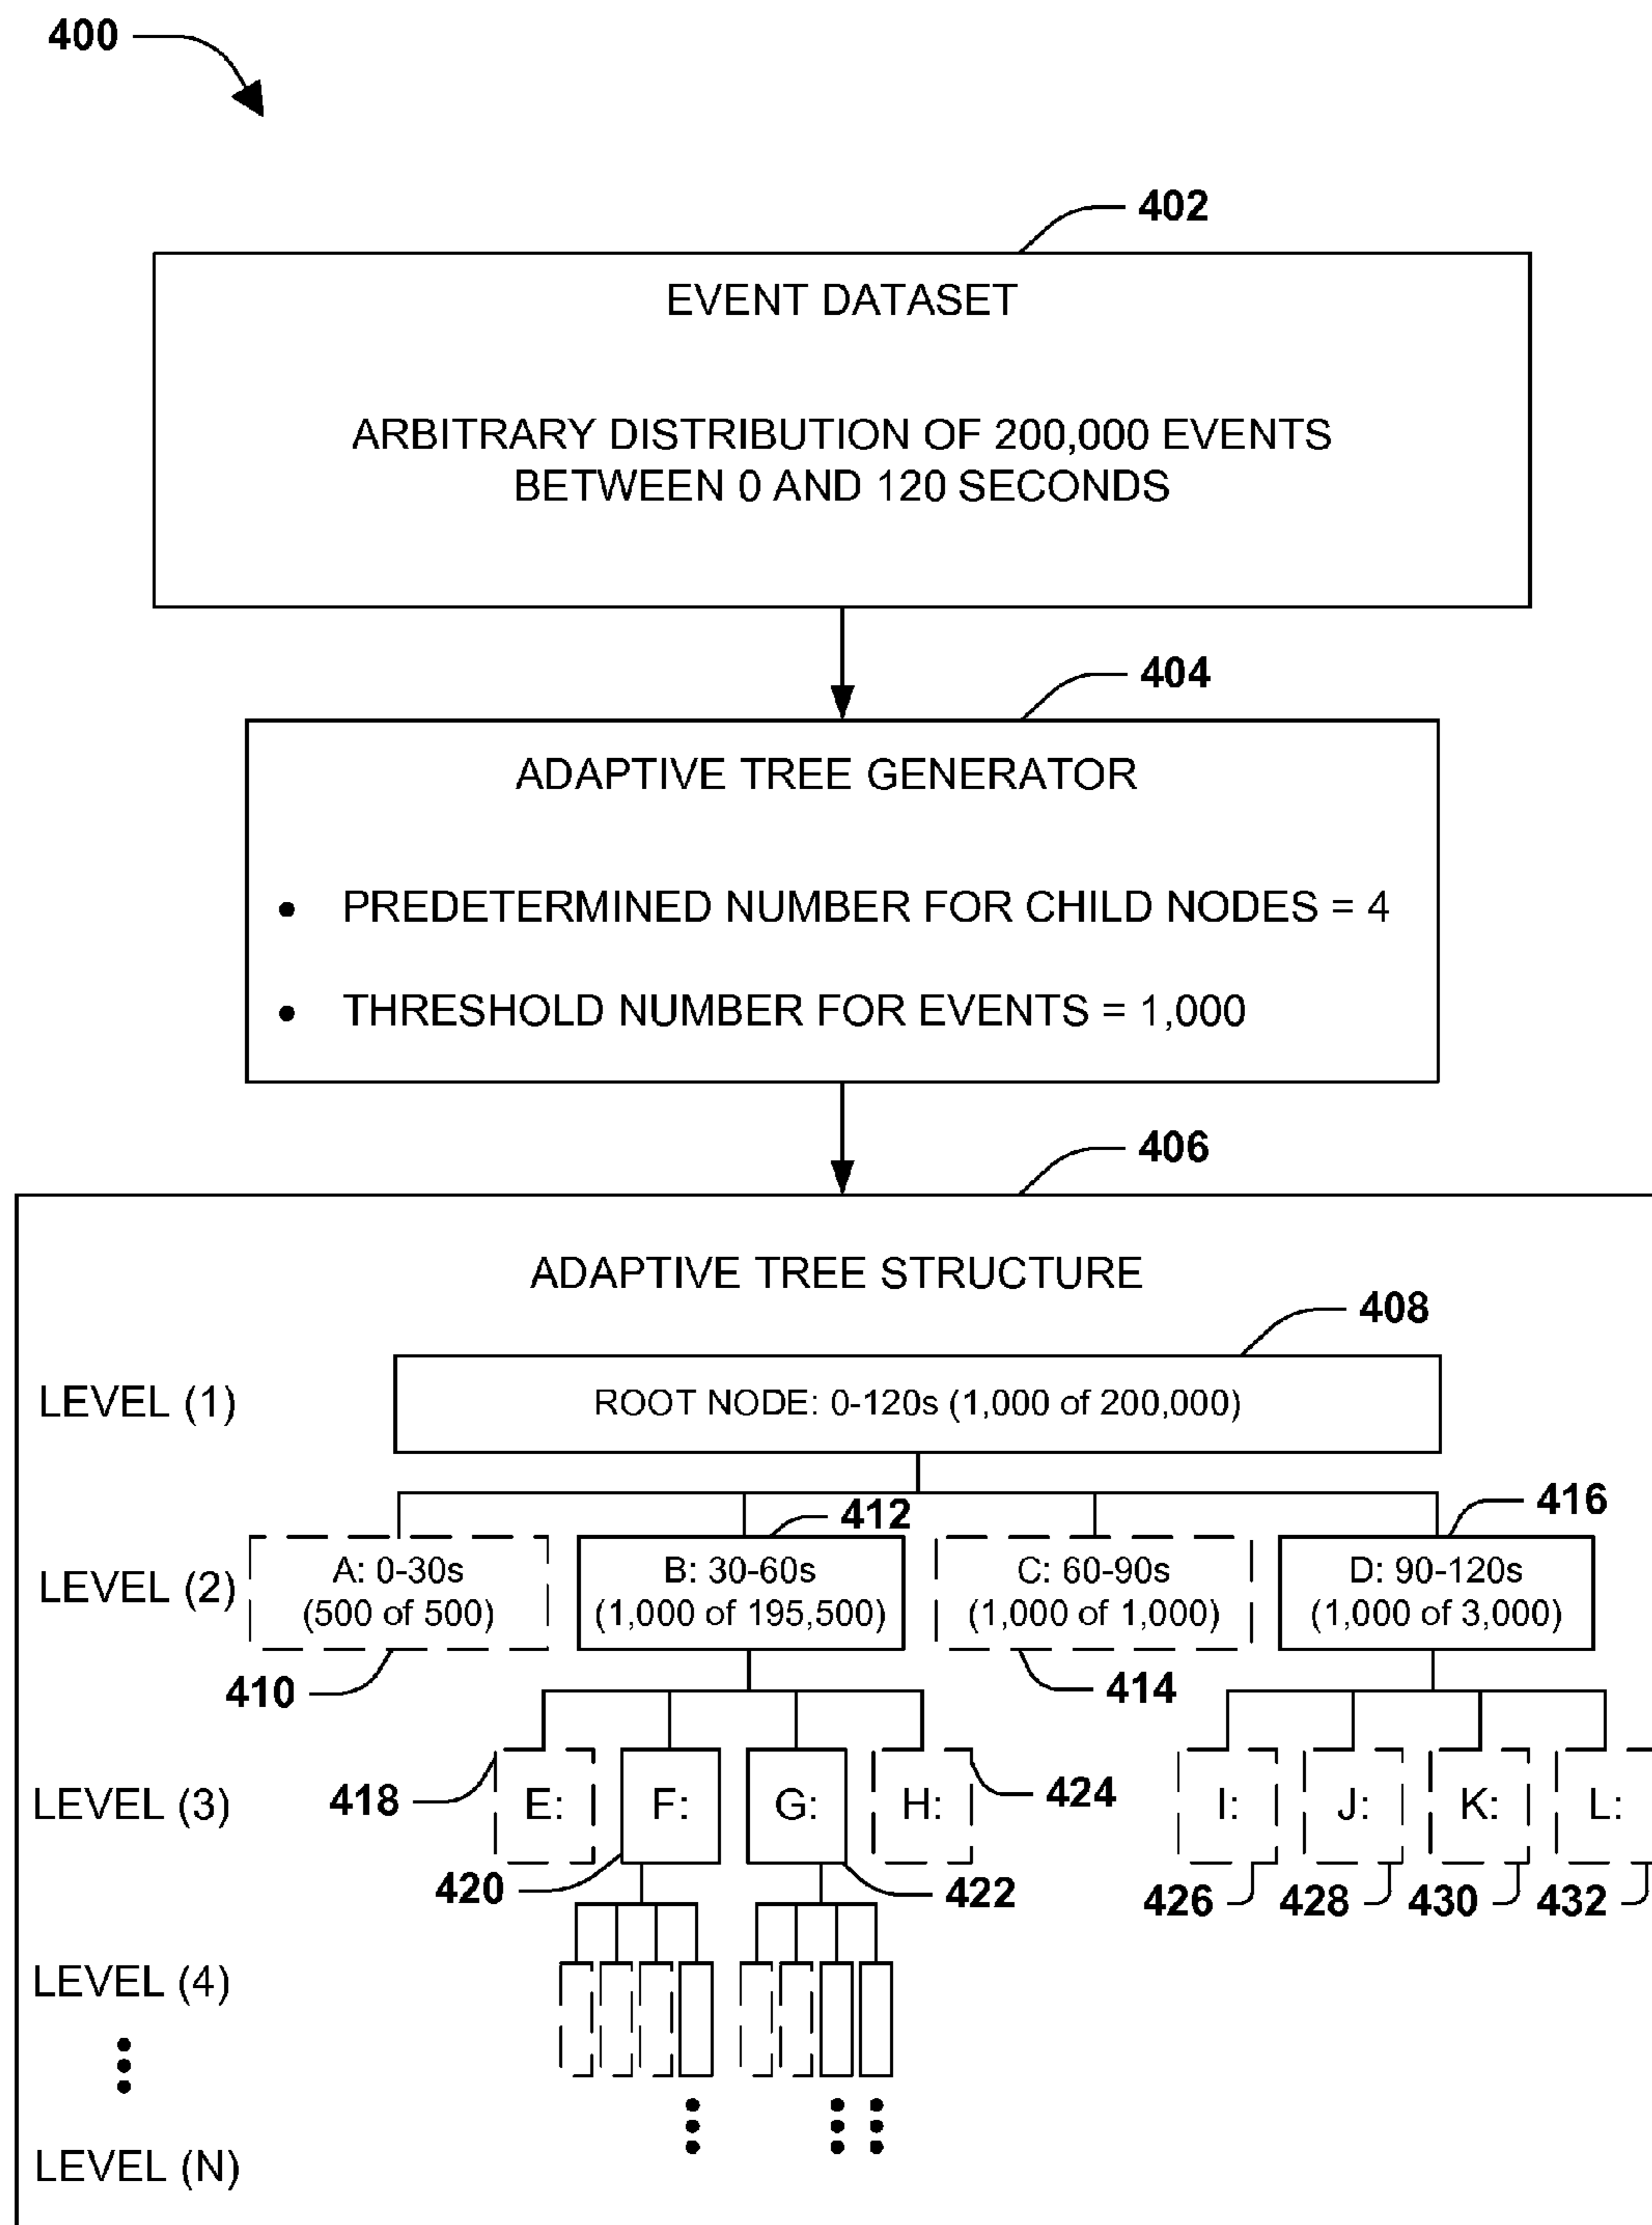 400
402
EVENT DATASET
ARBITRARY DISTRIBUTION OF 200,000 EVENTS
BETWEEN 0 AND 120 SECONDS
404
ADAPTIVE TREE GENERATOR
• PREDETERMINED NUMBER FOR CHILD NODES = 4
• THRESHOLD NUMBER FOR EVENTS = 1,000
406
ADAPTIVE TREE STRUCTURE
408
LEVEL (1)
ROOT NODE: 0-120s (1,000 of 200,000)
412
416
LEVEL (2)
A: 0-30s
(500 of 500)
B: 30-60s
(1,000 of 195,500)
C: 60-90s
(1,000 of 1,000)
D: 90-120s
(1,000 of 3,000)
410
414
LEVEL (3)
418
E:
F:
G:
H:
424
I:
J:
K:
L:
420
422
426
428
430
432
LEVEL (4)
LEVEL (N)